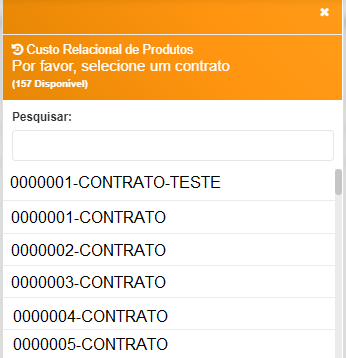 Custo Relacional de Produtos
Por favor, selecione um contrato
(157 Disponivel)
Pesquisar:
0000001-CONTRATO-TESTE
0000001-CONTRATO
0000002-CONTRATO
0000003-CONTRATO
0000004-CONTRATO
0000005-CONTRATO